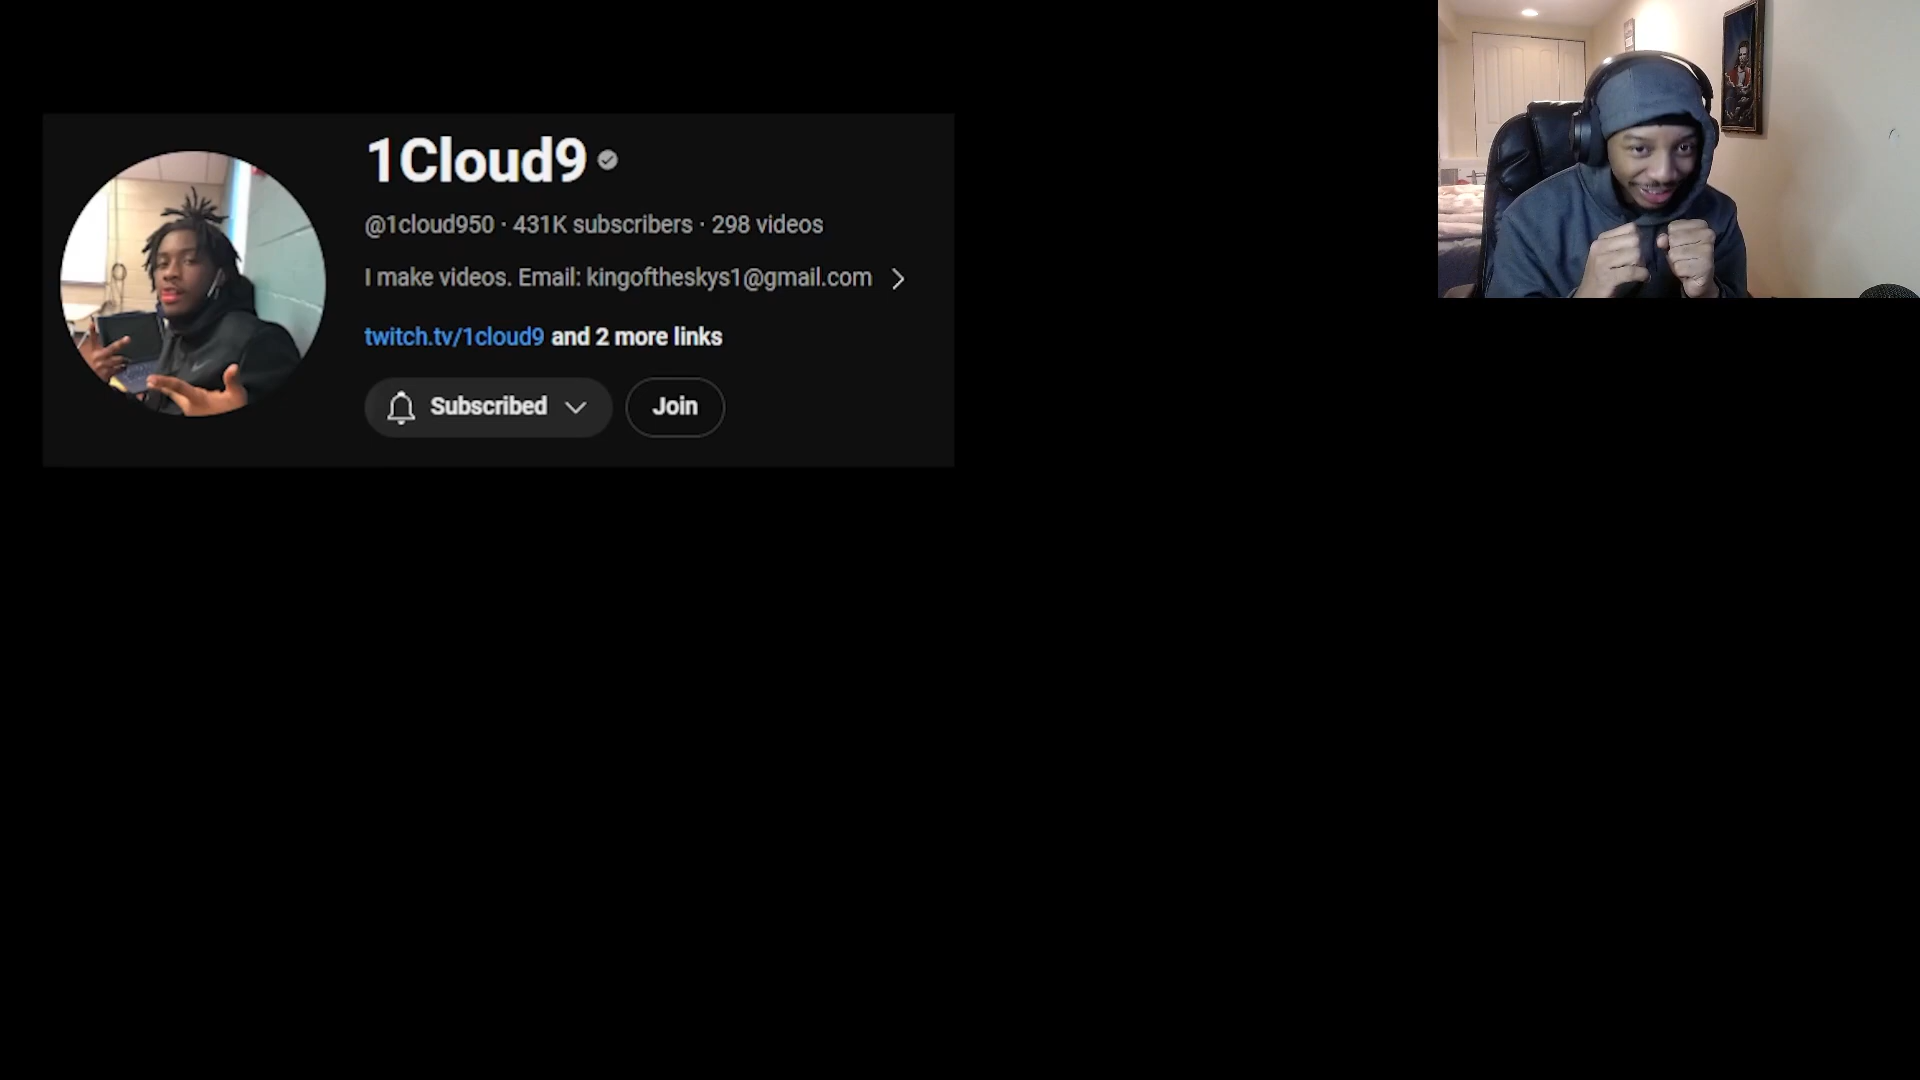 1Cloud9
@1cloud950 · 431K subscribers · 298 videos
I make videos. Email: kingoftheskys1@gmail.com
twitch.tv/1cloud9 and 2 more links
Subscribed
Join